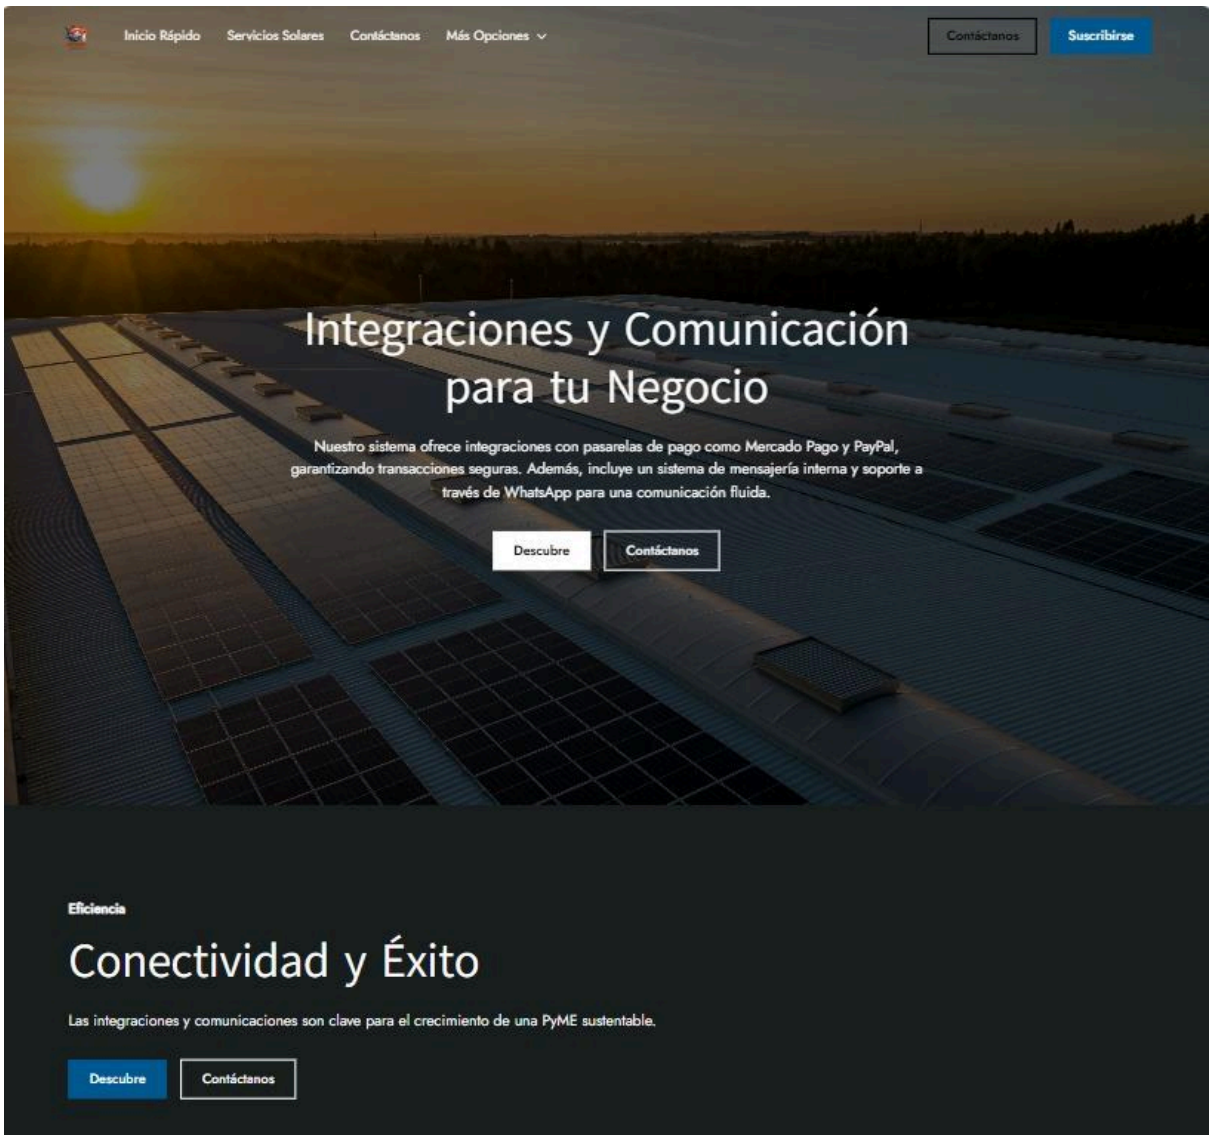 Inicio Rápido
Servicios Solares
Contáctanos
Más Opciones
Contáctanos
Suscribirse
Integraciones y Comunicación
para tu Negocio
Nuestro sistema ofrece integraciones con pasarelas de pago como Mercado Pago y PayPal,
garantizando transacciones seguras. Además, incluye un sistema de mensajería interna y soporte a
través de WhatsApp para una comunicación fluida.
Descubre
Contáctanos
Eficiencia
Conectividad y Éxito
Las integraciones y comunicaciones son clave para el crecimiento de una PyME sustentable.
Descubre
Contáctanos